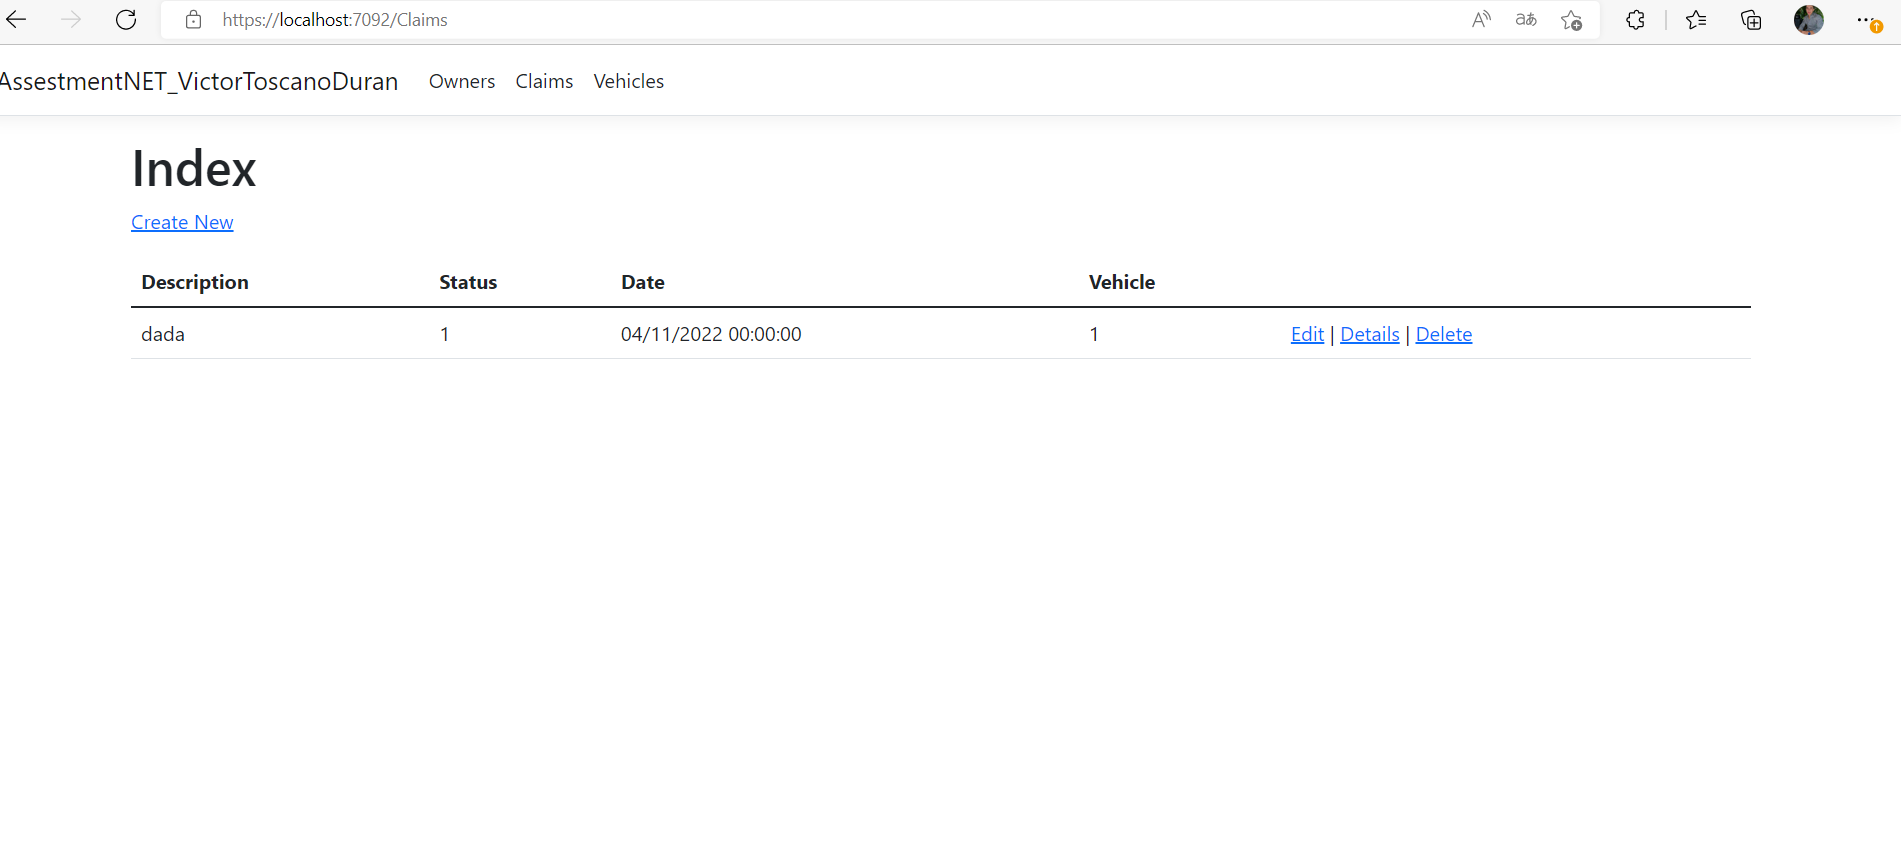 https://localhost:7092/Claims
AssestmentNET_VictorToscanoDuran Owners Claims Vehicles
Index
Create New
Description Status Date Vehicle
dada 1 04/11/2022 00:00:00 1 Edit | Details | Delete